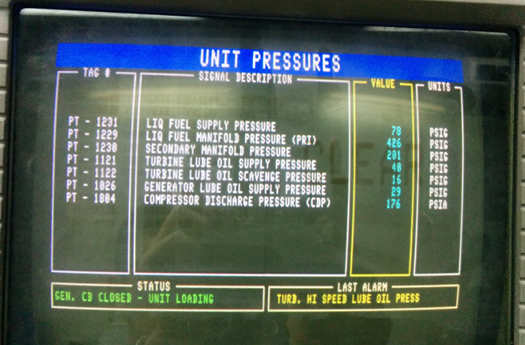 UNIT PRESSURES
TAG # SIGNAL DESCRIPTION VALUE UNITS
PT - 1231 LIQ FUEL SUPPLY PRESSURE 78 PSIG
PT - 1229 LIQ FUEL MANIFOLD PRESSURE (PRI) 426 PSIG
PT - 1230 SECONDARY MANIFOLD PRESSURE 201 PSIG
PT - 1121 TURBINE LUBE OIL SUPPLY PRESSURE 40 PSIG
PT - 1122 TURBINE LUBE OIL SCAVENGE PRESSURE 16 PSIG
PT - 1026 GENERATOR LUBE OIL SUPPLY PRESSURE 29 PSIG
PT - 1804 COMPRESSOR DISCHARGE PRESSURE (CDP) 176 PSIA
STATUS LAST ALARM
GEN. CB CLOSED - UNIT LOADING TURB. HI SPEED LUBE OIL PRESS